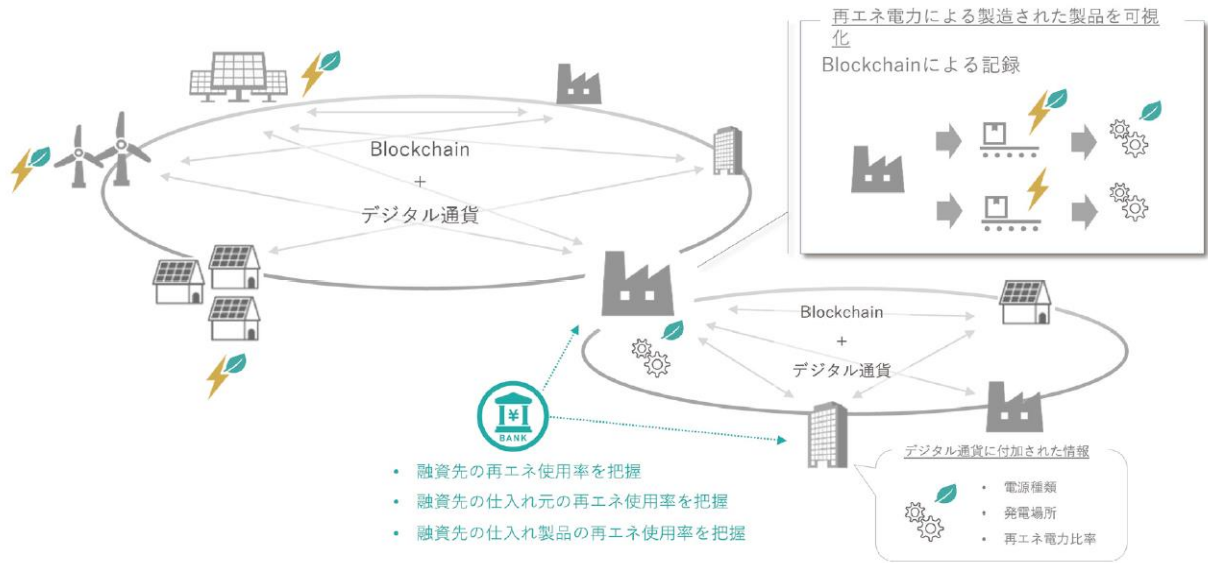 再エネ電力による製造された製品を可視
化
Blockchainによる記録
Blockchain
+
デジタル通貨
Blockchain
+
デジタル通貨
¥
BANK
• 融資先の再エネ使用率を把握
• 融資先の仕入れ元の再エネ使用率を把握
• 融資先の仕入れ製品の再エネ使用率を把握
デジタル通貨に付加された情報
• 電源種類
• 発電場所
• 再エネ電力比率